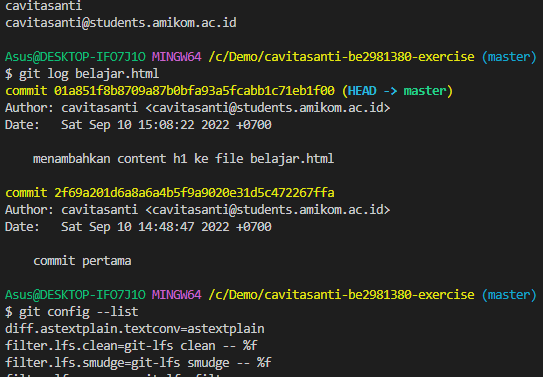 cavitasanti
cavitasanti@students.amikom.ac.id
Asus@DESKTOP-IFO7J1O MINGW64 /c/Demo/cavitasanti-be2981380-exercise (master)
$ git log belajar.html
commit 01a851f8b8709a87b0bfa93a5fcabb1c71eb1f00 (HEAD -> master)
Author: cavitasanti <cavitasanti@students.amikom.ac.id>
Date:   Sat Sep 10 15:08:22 2022 +0700
menambahkan content h1 ke file belajar.html
commit 2f69a201d6a8a6a4b5f9a9020e31d5c472267ffa
Author: cavitasanti <cavitasanti@students.amikom.ac.id>
Date:   Sat Sep 10 14:48:47 2022 +0700
commit pertama
Asus@DESKTOP-IFO7J1O MINGW64 /c/Demo/cavitasanti-be2981380-exercise (master)
$ git config --list
diff.astextplain.textconv=astextplain
filter.lfs.clean=git-lfs clean -- %f
filter.lfs.smudge=git-lfs smudge -- %f